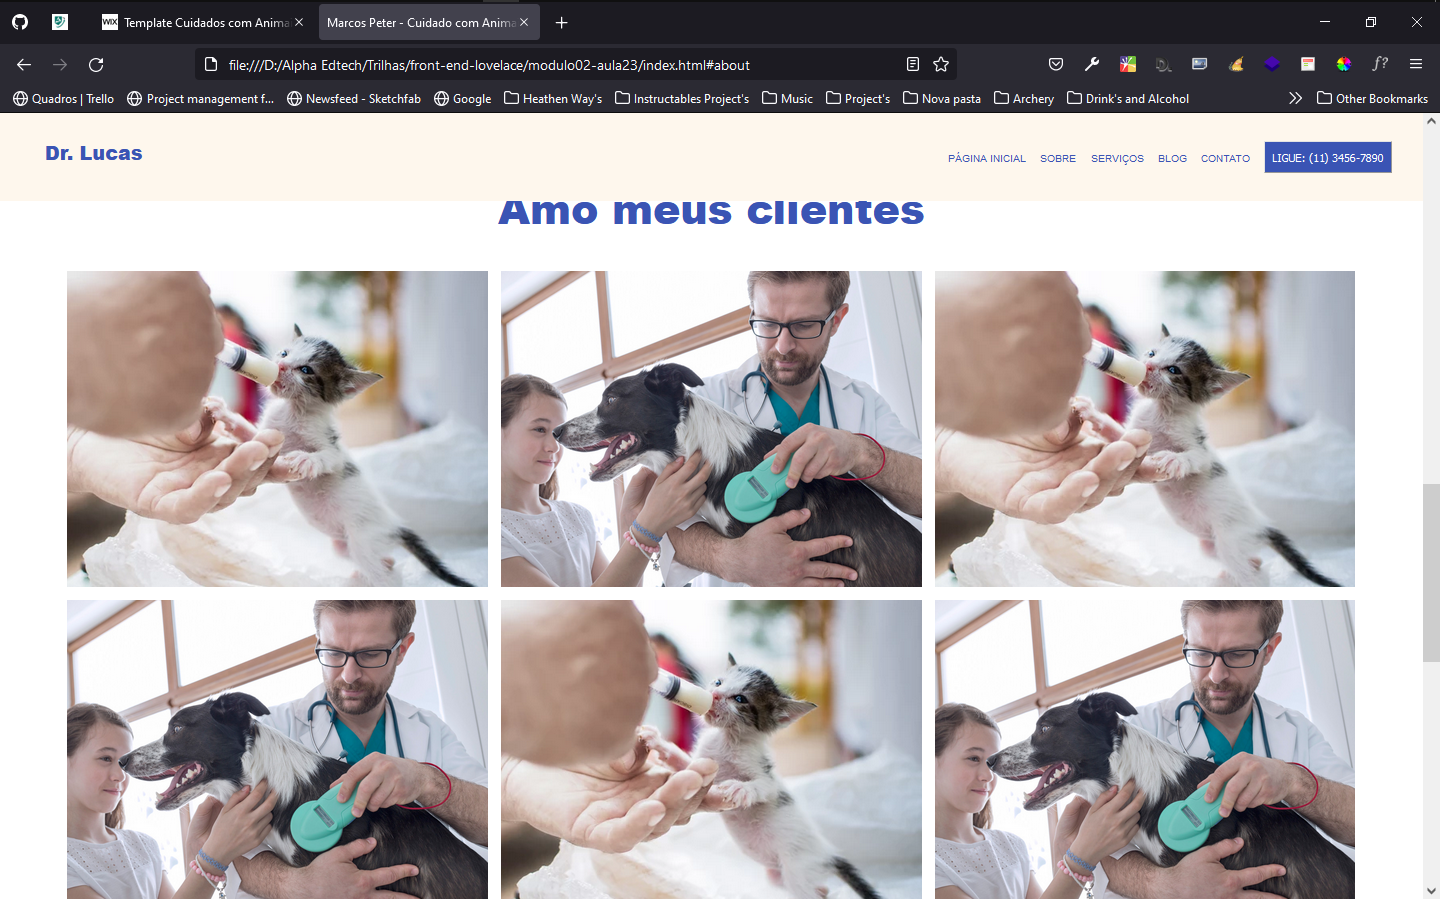 WIX Template Cuidados com Anima
Marcos Peter - Cuidado com Anima
file:///D:/Alpha Edtech/Trilhas/front-end-lovelace/modulo02-aula23/index.html#about
f?
Quadros | Trello Project management f... Newsfeed - Sketchfab Google Heathen Way's Instructables Project's Music Project's Nova pasta Archery Drink's and Alcohol Other Bookmarks
Dr. Lucas
PÁGINA INICIAL SOBRE SERVIÇOS BLOG CONTATO LIGUE: (11) 3456-7890
Amo meus clientes